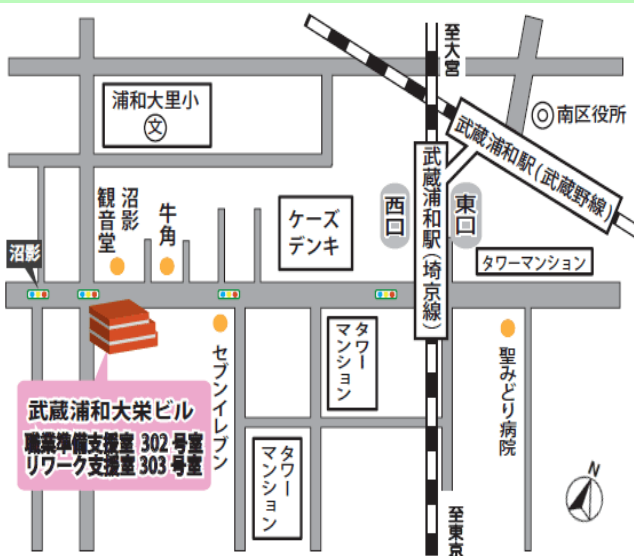 至大宮
浦和大里小
文
南区役所
武蔵浦和駅(武蔵野線)
武蔵浦和駅(埼京線)
西口
東口
沼影
観音堂
牛角
ケーズ
デンキ
タワーマンション
沼影
タワー
マンション
セブンイレブン
聖みどり病院
武蔵浦和大栄ビル
職業準備支援室 302 号室
リワーク支援室 303 号室
タワー
マンション
N
至東京